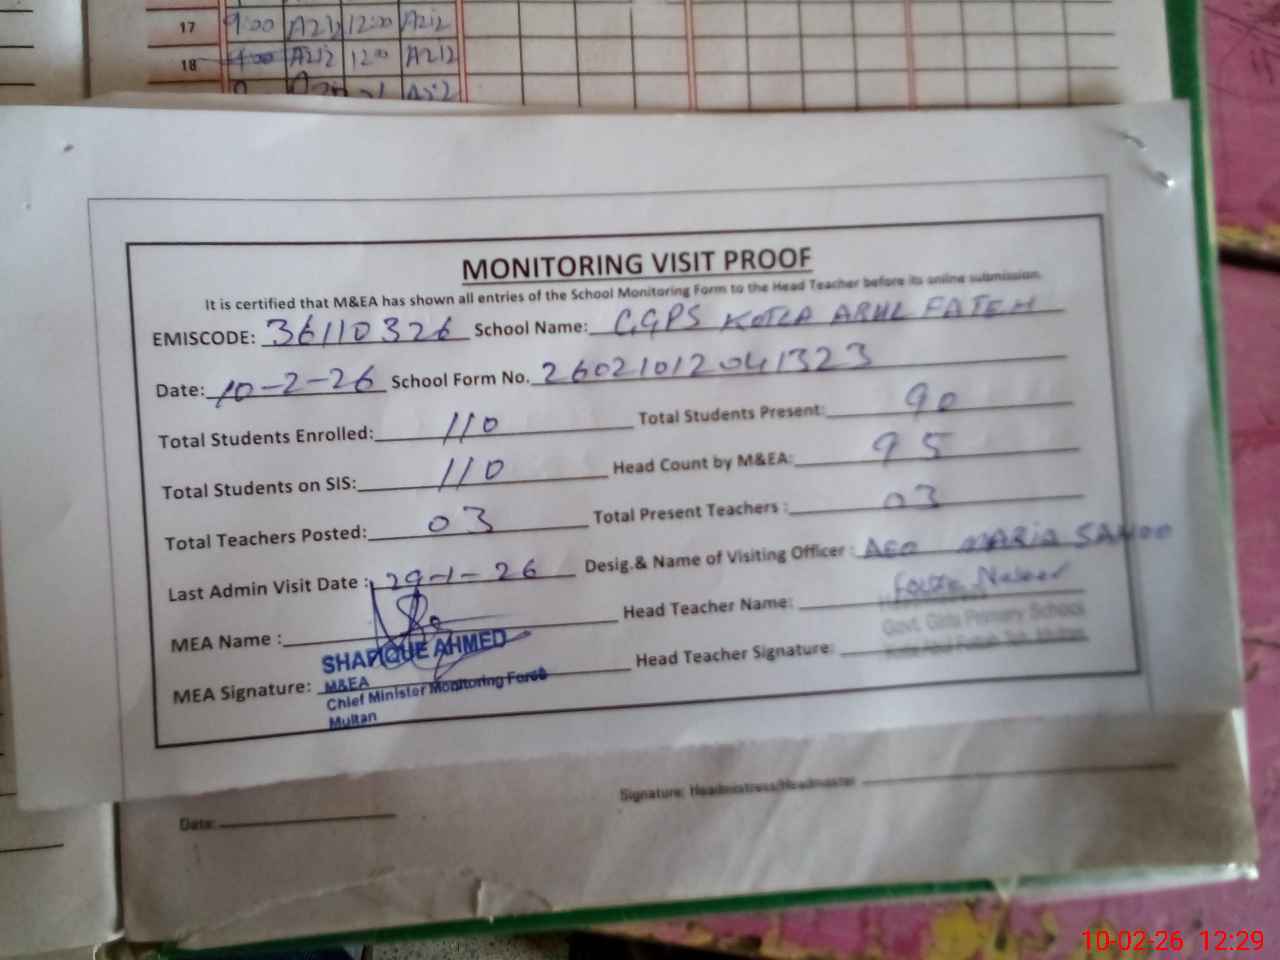 17 9:00 Aziz 12:00 Aziz
18 9:00 Aziz 12:00 Aziz
MONITORING VISIT PROOF
It is certified that M&EA has shown all entries of the School Monitoring Form to the Head Teacher before its online submission.
EMISCODE: 36110326 School Name: GGPS KOTLA ABUL FATEH
Date: 10-2-26 School Form No. 26021012041323
Total Students Enrolled: 110 Total Students Present: 90
Total Students on SIS: 110 Head Count by M&EA: 95
Total Teachers Posted: 03 Total Present Teachers : 03
Last Admin Visit Date : 29-1-26 Desig.& Name of Visiting Officer : AEO MARIA
MEA Name : Head Teacher Name:
Govt. Girls Primary School
SHAFIQUE AHMED
MEA Signature: M&EA Head Teacher Signature:
Chief Minister Monitoring Force
Multan
Signature: Headmistress/Headmaster
Date:
10-02-26 12:29